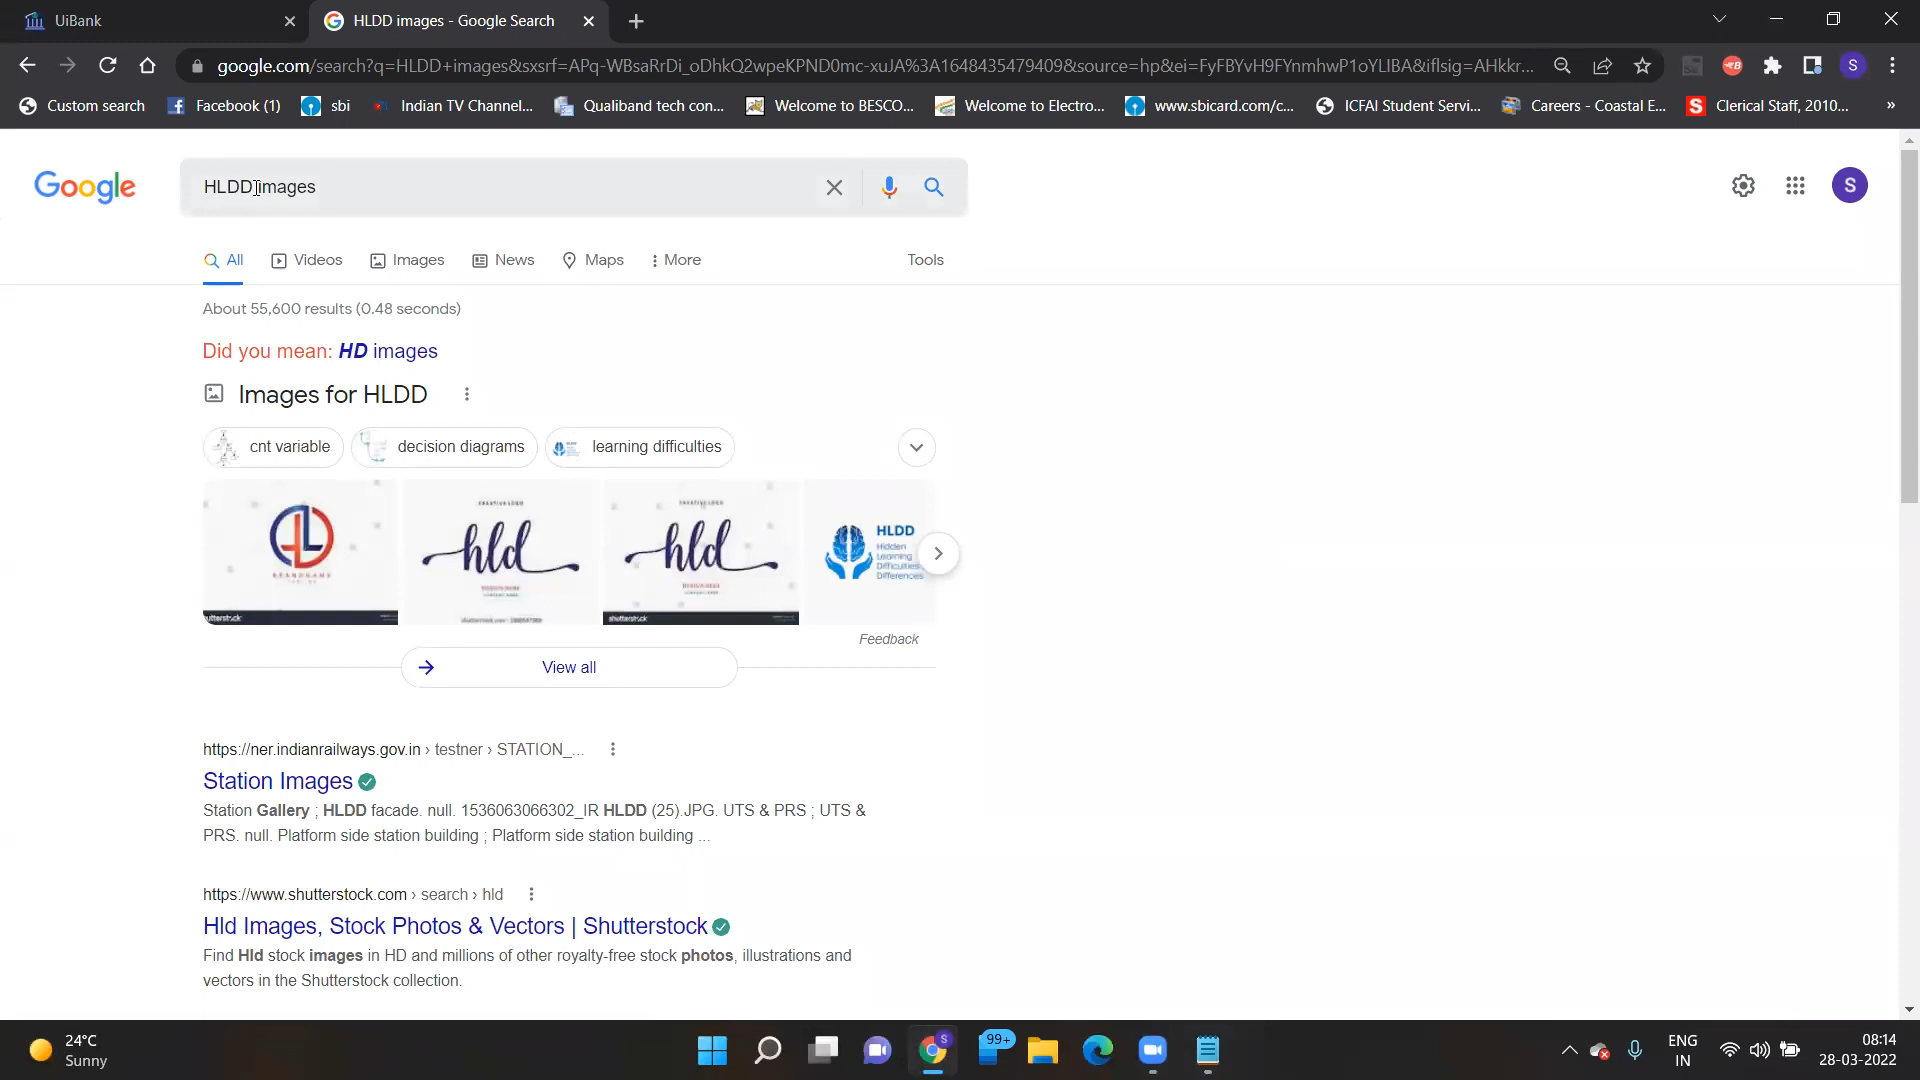 UiBank
HLDD images - Google Search
google.com/search?q=HLDD+images&sxsrf=APq-WBsaRrDi_oDhkQ2wpeKPND0mc-xuJA%3A1648435479409&source=hp&ei=FyFBYvH9FYnmhwP1oYLIBA&iflsig=AHkkr...
S
Custom search
Facebook (1)
sbi
Indian TV Channel...
Qualiband tech con...
Welcome to BESCO...
Welcome to Electro...
www.sbicard.com/c...
ICFAI Student Servi...
Careers - Coastal E...
Clerical Staff, 2010...
»
Google
HLDD images
S
All
Videos
Images
News
Maps
More
Tools
About 55,600 results (0.48 seconds)
Did you mean: HD images
Images for HLDD
cnt variable
decision diagrams
learning difficulties
BRANDNAME
CREATIVE LOGO
hld
CREATIVE LOGO
hld
shutterstock
HLDD
Hidden
Learning
Difficulties
Differences
Feedback
View all
https://ner.indianrailways.gov.in › testner › STATION_...
Station Images
Station Gallery ; HLDD facade. null. 1536063066302_IR HLDD (25).JPG. UTS & PRS ; UTS &
PRS. null. Platform side station building ; Platform side station building ...
https://www.shutterstock.com › search › hld
Hld Images, Stock Photos & Vectors | Shutterstock
Find Hld stock images in HD and millions of other royalty-free stock photos, illustrations and
vectors in the Shutterstock collection.
24°C
Sunny
S
99+
ENG
IN
08:14
28-03-2022